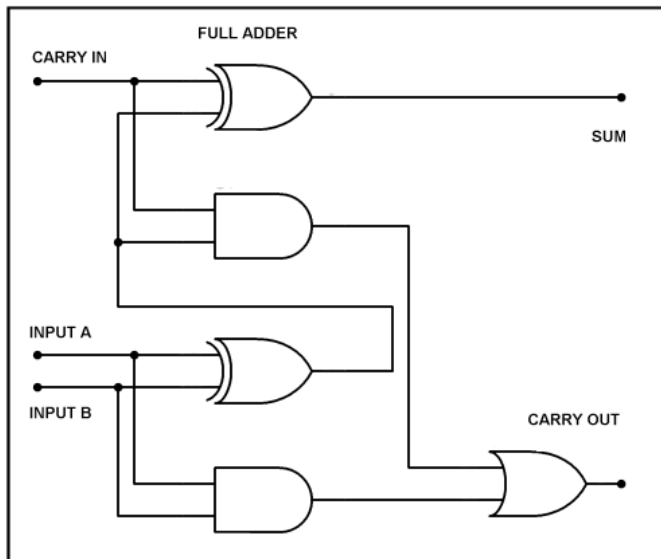 FULL ADDER
CARRY IN
SUM
INPUT A
INPUT B
CARRY OUT